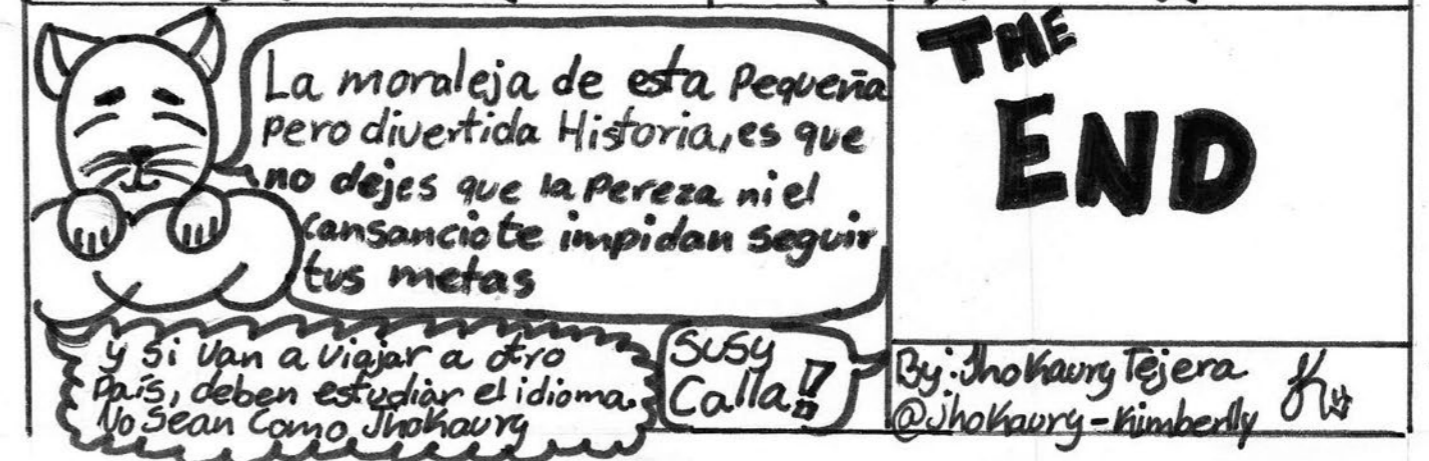 La moraleja de esta Pequeña
pero divertida Historia, es que
no dejes que la Pereza ni el
cansancio te impidan seguir
tus metas
y si van a viajar a otro
País, deben estudiar el idioma.
No sean como Jhokaury
Susy
Calla!!
THE
END
By: Jhokaury Tejera
@jhokaury-kimberlly